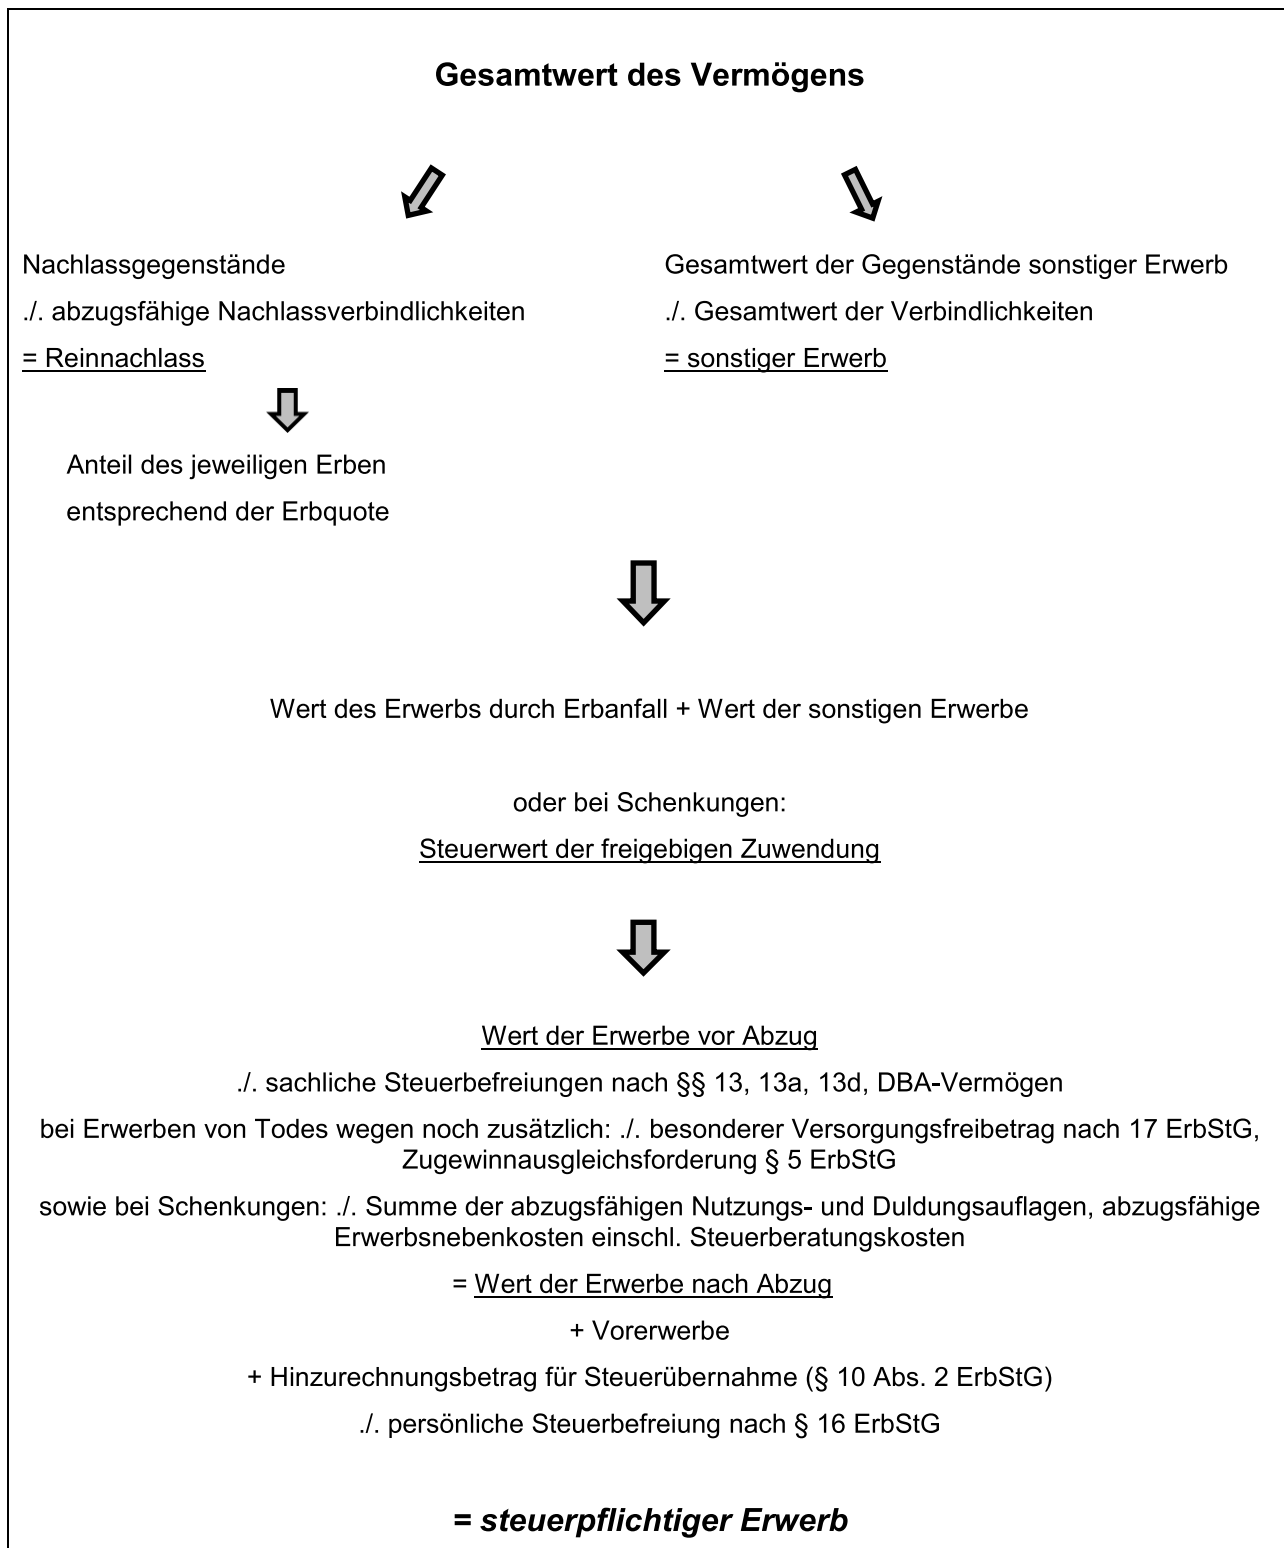 Gesamtwert des Vermögens
Nachlassgegenstände
./. abzugsfähige Nachlassverbindlichkeiten
= Reinnachlass
Anteil des jeweiligen Erben
entsprechend der Erbquote
Gesamtwert der Gegenstände sonstiger Erwerb
./. Gesamtwert der Verbindlichkeiten
= sonstiger Erwerb
Wert des Erwerbs durch Erbanfall + Wert der sonstigen Erwerbe
oder bei Schenkungen:
Steuerwert der freigebigen Zuwendung
Wert der Erwerbe vor Abzug
./. sachliche Steuerbefreiungen nach §§ 13, 13a, 13d, DBA-Vermögen
bei Erwerben von Todes wegen noch zusätzlich: ./. besonderer Versorgungsfreibetrag nach 17 ErbStG,
Zugewinnausgleichsforderung § 5 ErbStG
sowie bei Schenkungen: ./. Summe der abzugsfähigen Nutzungs- und Duldungsauflagen, abzugsfähige
Erwerbsnebenkosten einschl. Steuerberatungskosten
= Wert der Erwerbe nach Abzug
+ Vorerwerbe
+ Hinzurechnungsbetrag für Steuerübernahme (§ 10 Abs. 2 ErbStG)
./. persönliche Steuerbefreiung nach § 16 ErbStG
= steuerpflichtiger Erwerb